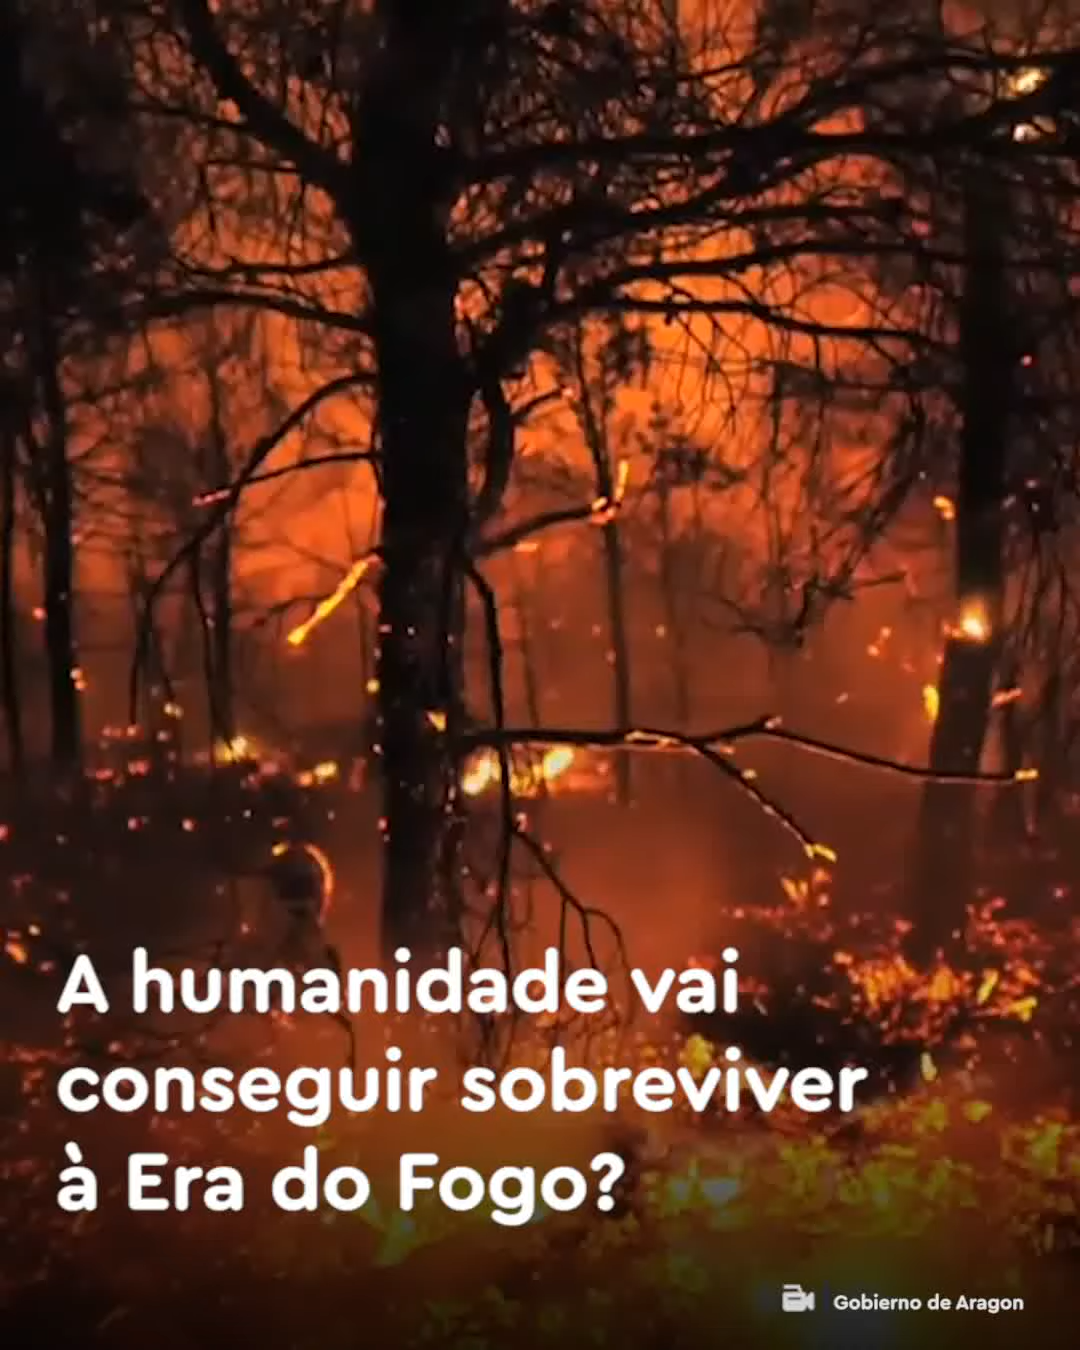 A humanidade vai
conseguir sobreviver
à Era do Fogo?
Gobierno de Aragon